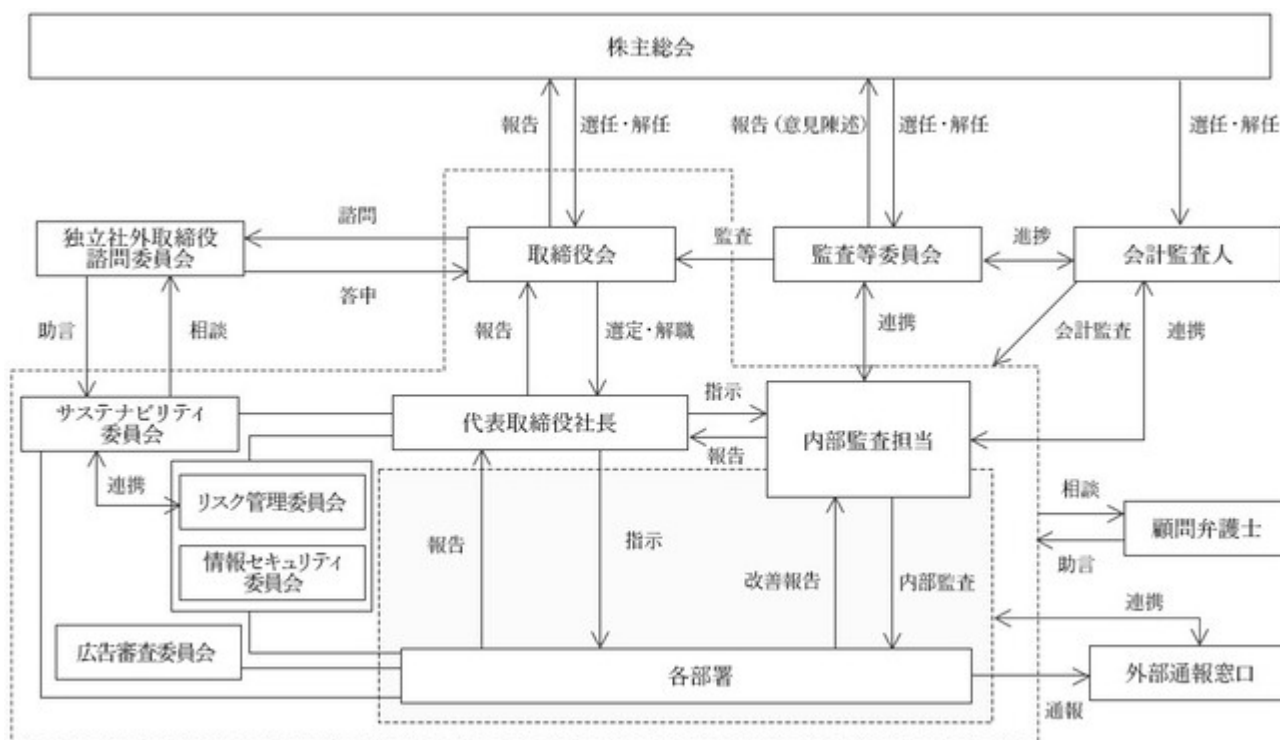 株主総会
報告
選任・解任
報告（意見陳述）
選任・解任
選任・解任
独立社外取締役
諮問委員会
諮問
答申
取締役会
監査
監査等委員会
進捗
会計監査人
助言
相談
報告
選定・解職
連携
会計監査
連携
サステナビリティ
委員会
代表取締役社長
指示
報告
内部監査担当
連携
リスク管理委員会
情報セキュリティ
委員会
報告
指示
改善報告
内部監査
相談
顧問弁護士
助言
連携
広告審査委員会
各部署
外部通報窓口
通報